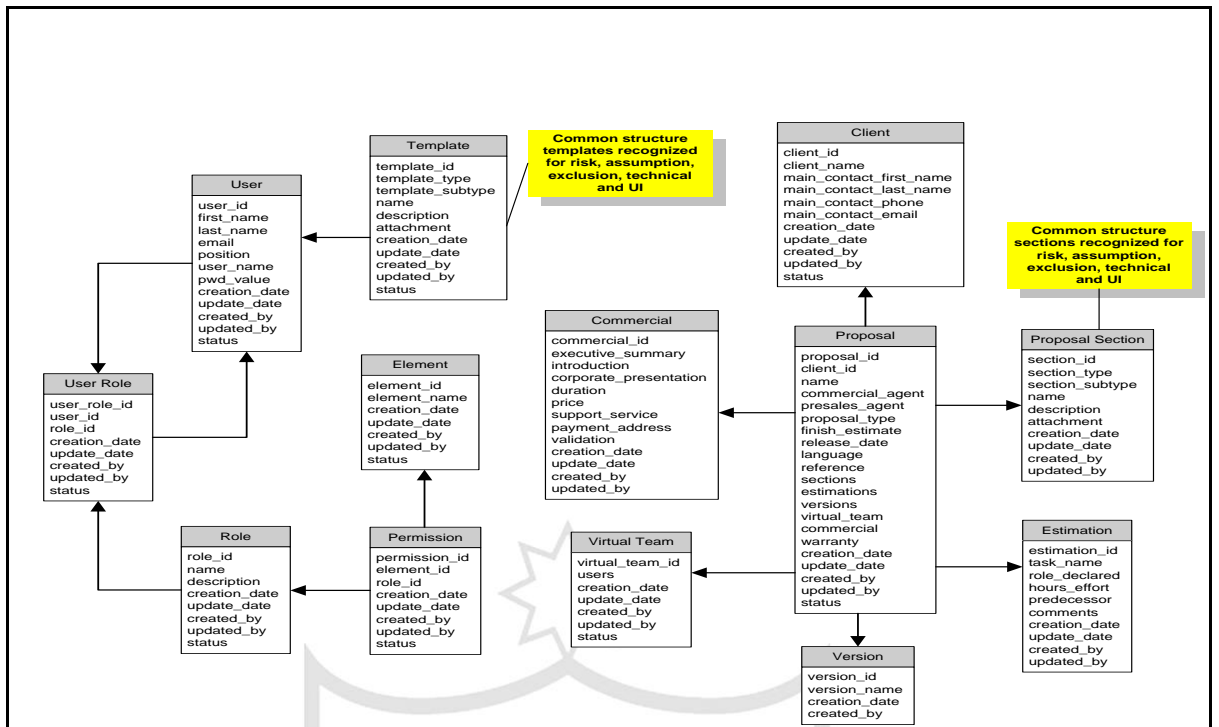 Template
template_id
template_type
template_subtype
name
description
attachment
creation_date
update_date
created_by
updated_by
status
Common structure
templates recognized
for risk, assumption,
exclusion, technical
and UI
Client
client_id
client_name
main_contact_first_name
main_contact_last_name
main_contact_phone
main_contact_email
creation_date
update_date
created_by
updated_by
status
User
user_id
first_name
last_name
email
position
user_name
pwd_value
creation_date
update_date
created_by
updated_by
status
Common structure
sections recognized for
risk, assumption,
exclusion, technical
and UI
Commercial
commercial_id
executive_summary
introduction
corporate_presentation
duration
price
support_service
payment_address
validation
creation_date
update_date
created_by
updated_by
Proposal
proposal_id
client_id
name
commercial_agent
presales_agent
proposal_type
finish_estimate
release_date
language
reference
sections
estimations
versions
virtual_team
commercial
warranty
creation_date
update_date
created_by
updated_by
status
Proposal Section
section_id
section_type
section_subtype
name
description
attachment
creation_date
update_date
created_by
updated_by
Element
element_id
element_name
creation_date
update_date
created_by
updated_by
status
User Role
user_role_id
user_id
role_id
creation_date
update_date
created_by
updated_by
status
Role
role_id
name
description
creation_date
update_date
created_by
updated_by
status
Permission
permission_id
element_id
role_id
creation_date
update_date
created_by
updated_by
status
Virtual Team
virtual_team_id
users
creation_date
update_date
created_by
updated_by
status
Estimation
estimation_id
task_name
role_declared
hours_effort
predecessor
comments
creation_date
update_date
created_by
updated_by
Version
version_id
version_name
creation_date
created_by